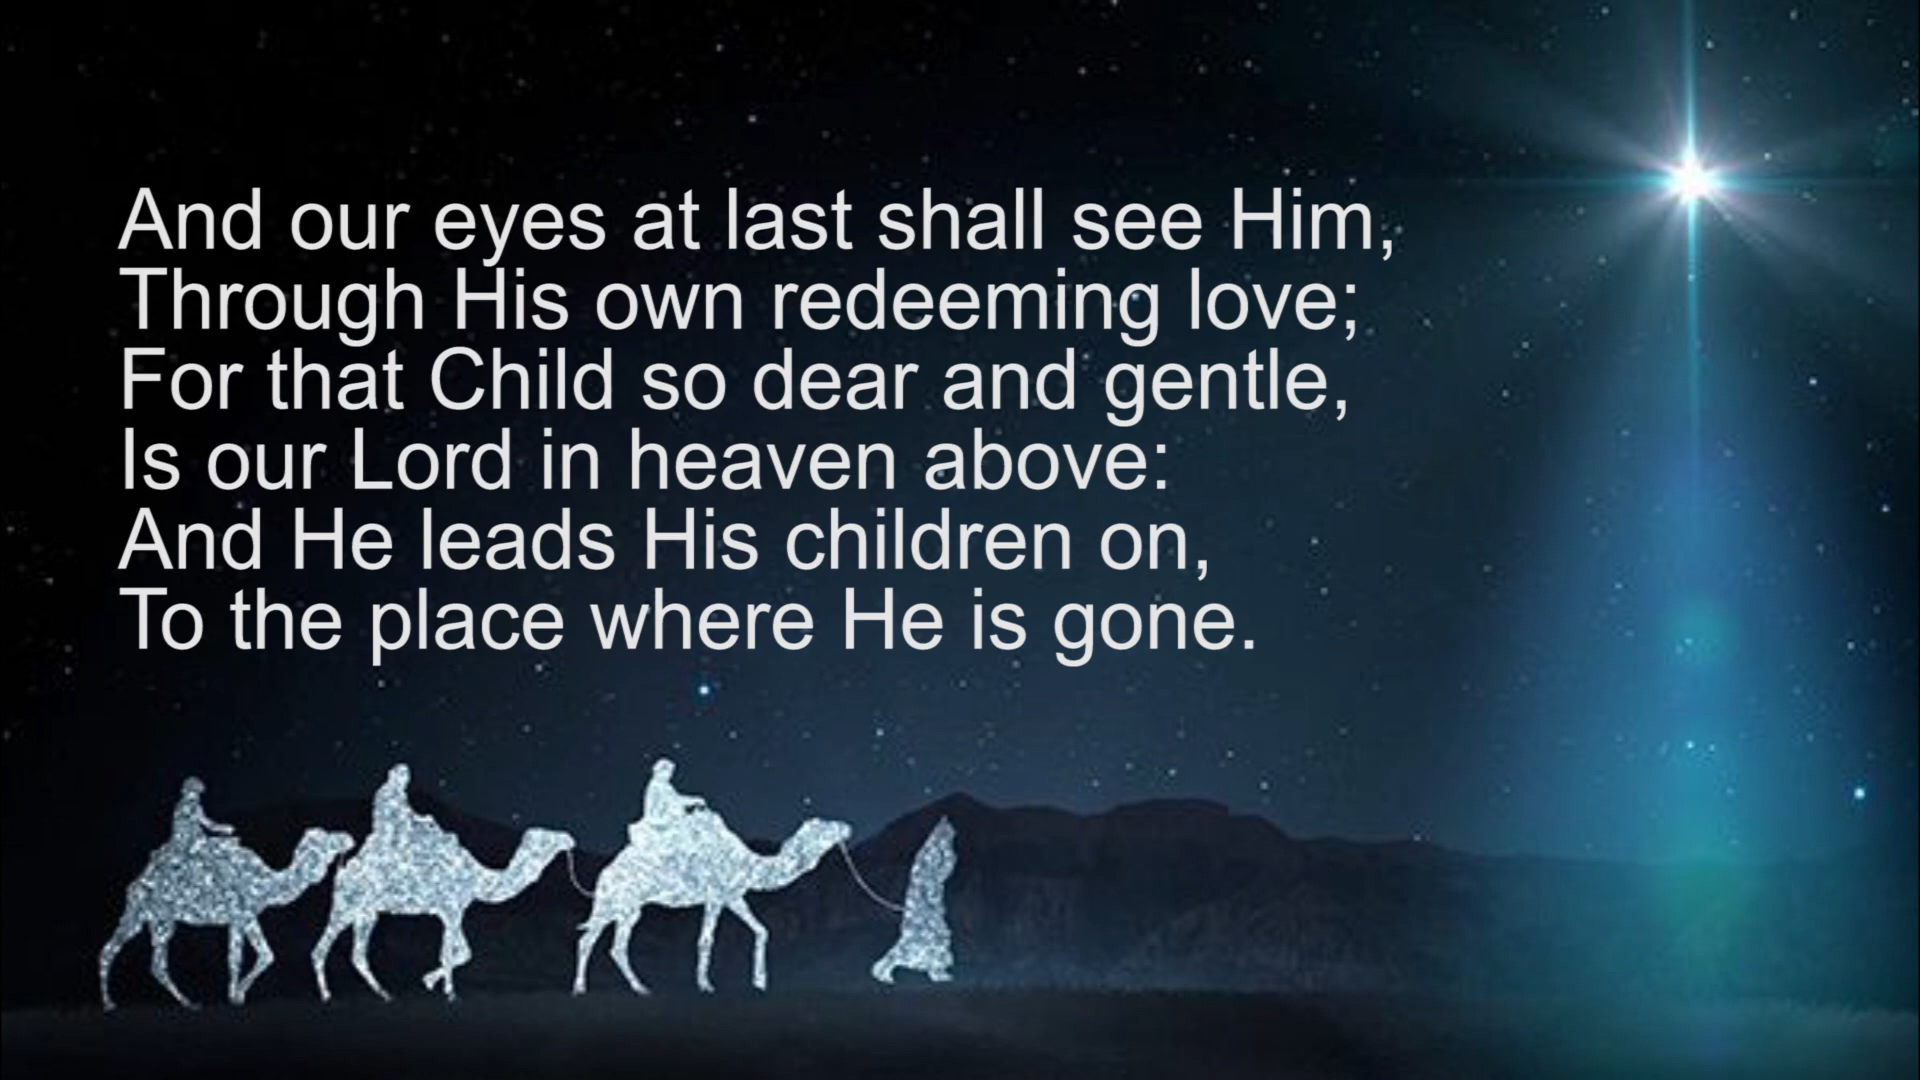 And our eyes at last shall see Him,
Through His own redeeming love;
For that Child so dear and gentle,
Is our Lord in heaven above:
And He leads His children on,
To the place where He is gone.